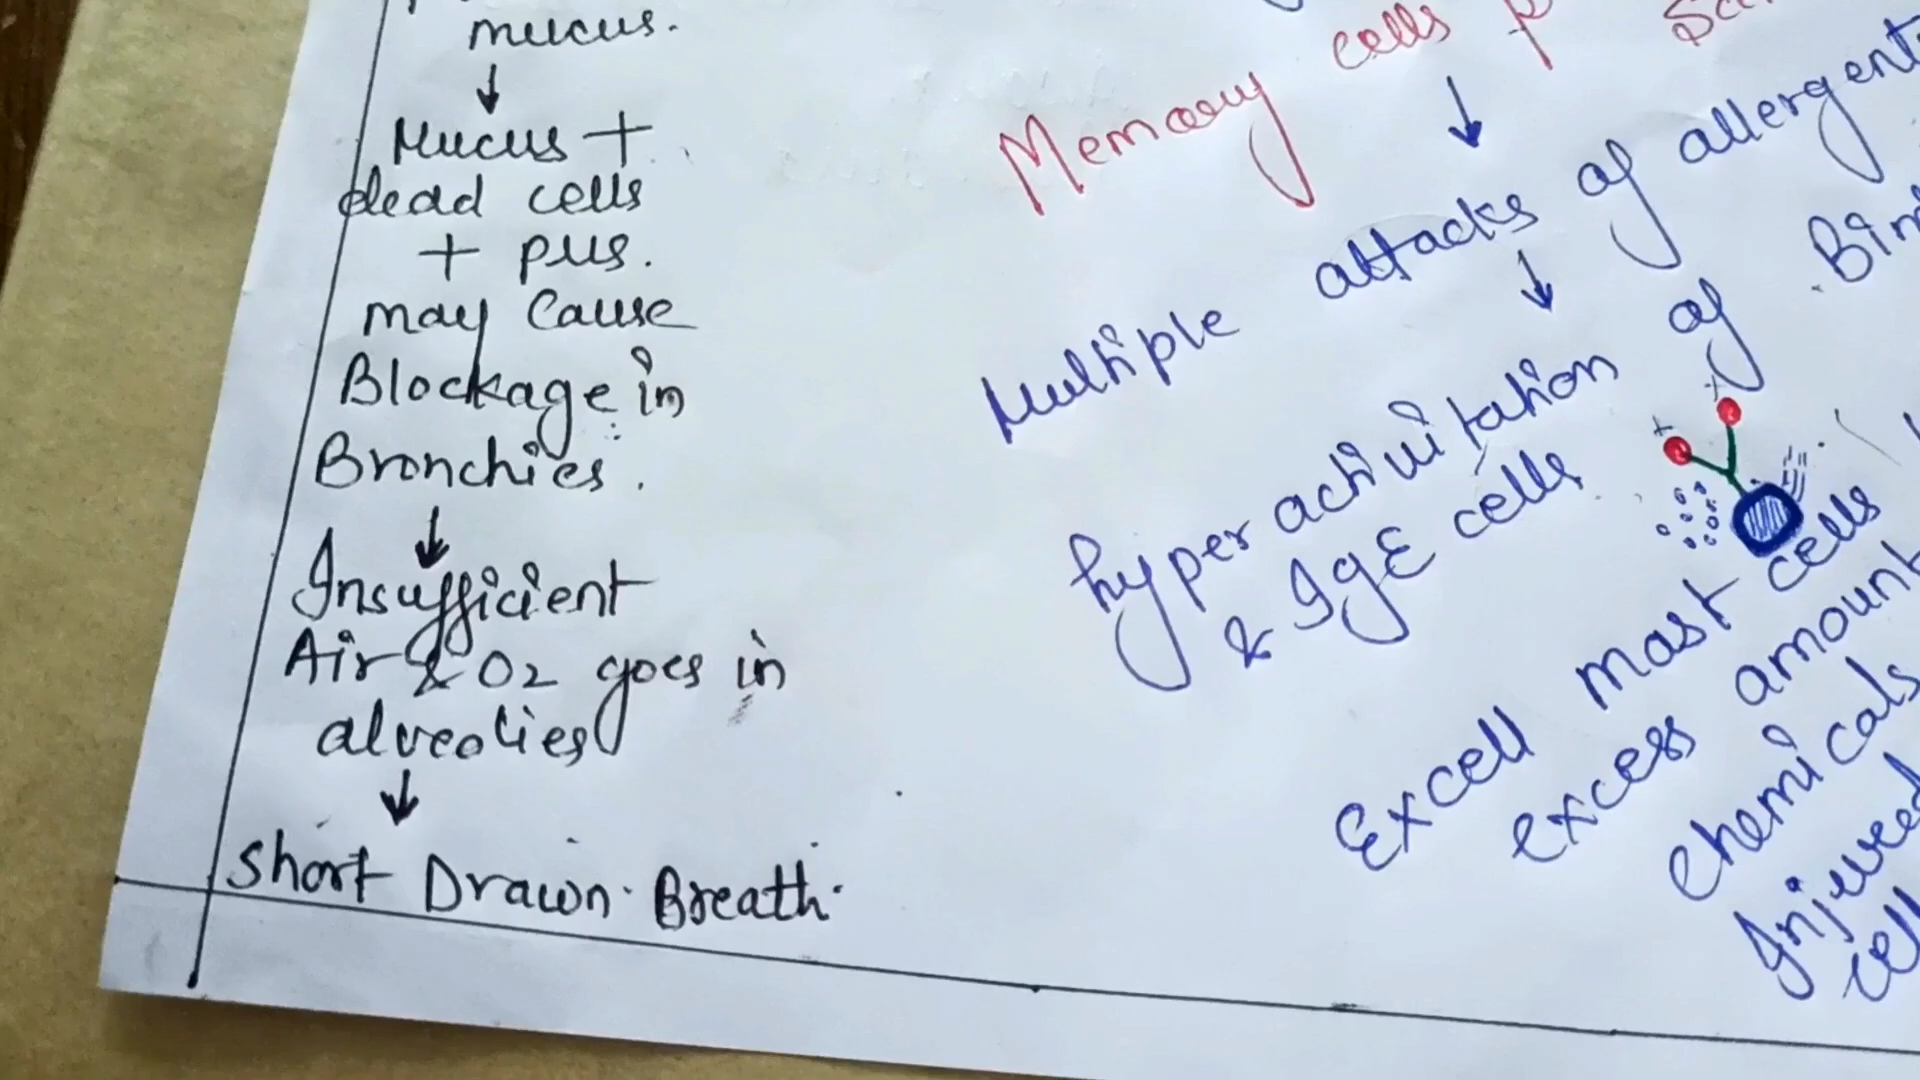 mucus.
Mucus +
dead cells
+ pus.
may Cause
Blockage in
Bronchies.
Insufficient
Air & O2 goes in
alveolies
Short Drawn Breath.
Memory cells
Multiple attacks of allergent
hyper activitation of
& IgE cells
Excell mast cells
excess amount
chemicals
Injured